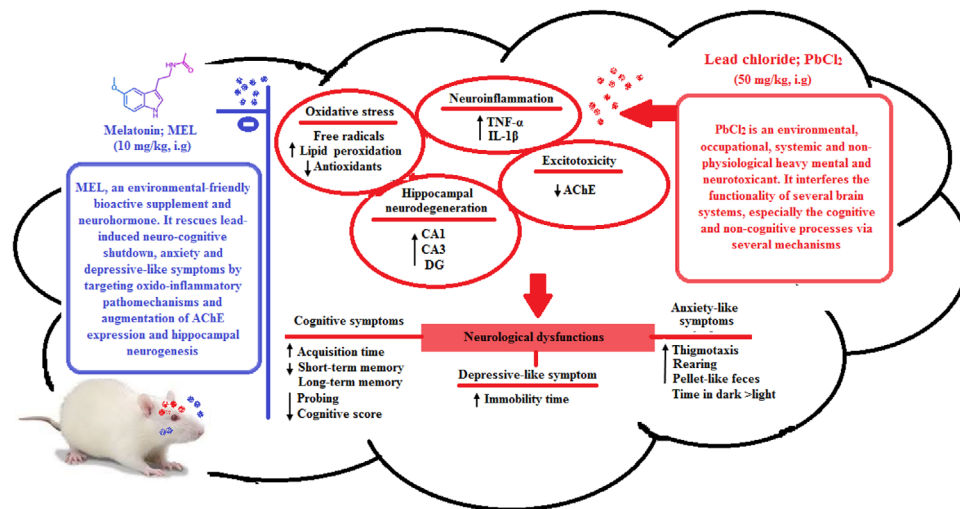 HN
O
O
N
H
Melatonin; MEL
(10 mg/kg, i.g)
MEL, an environmental-friendly
bioactive supplement and
neurohormone. It rescues lead-
induced neuro-cognitive
shutdown, anxiety and
depressive-like symptoms by
targeting oxido-inflammatory
pathomechanisms and
augmentation of AChE
expression and hippocampal
neurogenesis
Oxidative stress
Free radicals
↑ Lipid peroxidation
↓ Antioxidants
Neuroinflammation
↑ TNF-α
IL-1β
Excitotoxicity
↓ AChE
Hippocampal
neurodegeneration
↑ CA1
CA3
DG
Lead chloride; PbCl₂
(50 mg/kg, i.g)
PbCl₂ is an environmental,
occupational, systemic and non-
physiological heavy mental and
neurotoxicant. It interferes the
functionality of several brain
systems, especially the cognitive
and non-cognitive processes via
several mechanisms
Neurological dysfunctions
Cognitive symptoms
↑ Acquisition time
↓ Short-term memory
Long-term memory
Probing
↓ Cognitive score
Depressive-like symptom
↑ Immobility time
Anxiety-like
symptoms
↑ Thigmotaxis
Rearing
Pellet-like feces
Time in dark >light